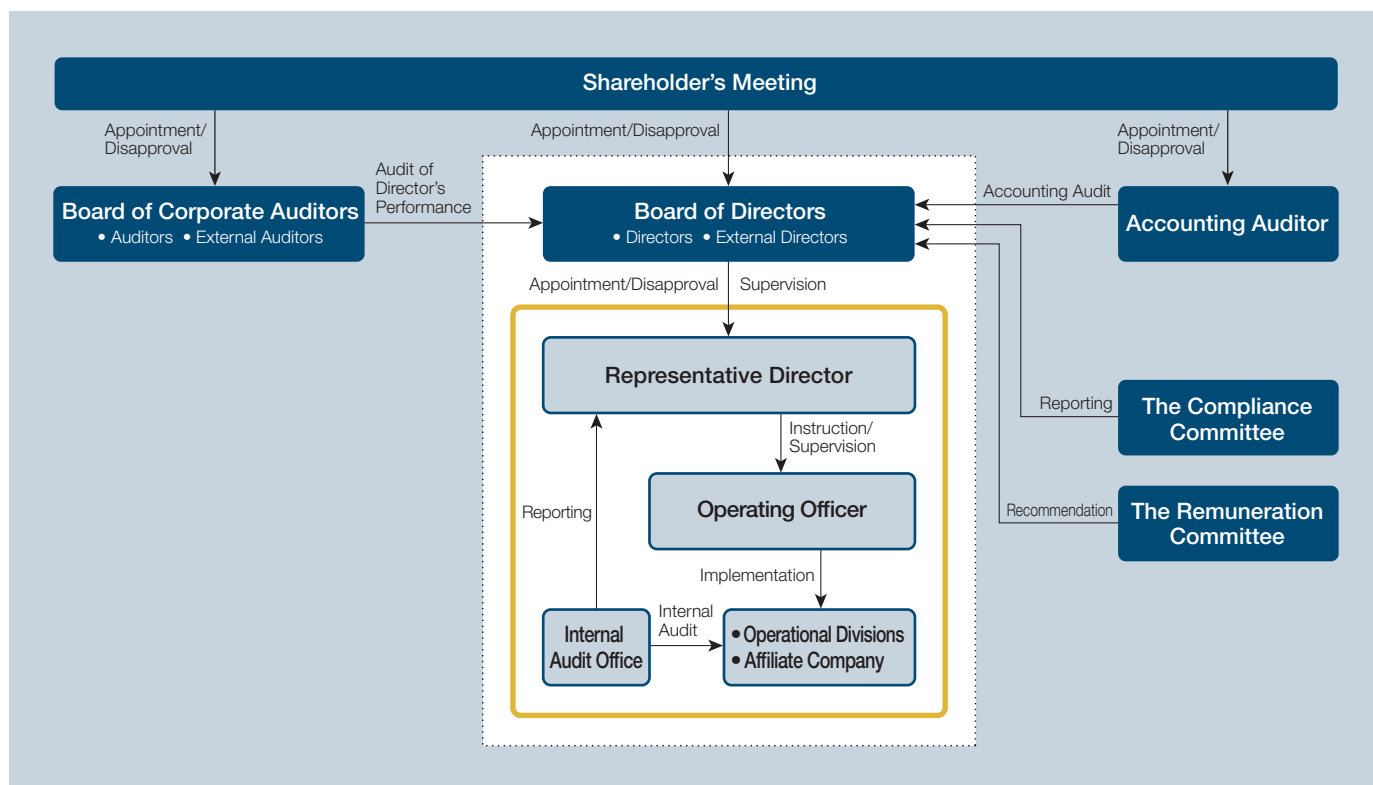 Shareholder's Meeting
Appointment/
Disapproval
Appointment/Disapproval
Appointment/
Disapproval
Audit of
Director's
Performance
Board of Corporate Auditors
• Auditors • External Auditors
Board of Directors
• Directors • External Directors
Accounting Audit
Accounting Auditor
Appointment/Disapproval
Supervision
Representative Director
Reporting
The Compliance
Committee
Instruction/
Supervision
Operating Officer
Reporting
Recommendation
The Remuneration
Committee
Implementation
Internal
Audit Office
Internal
Audit
• Operational Divisions
• Affiliate Company